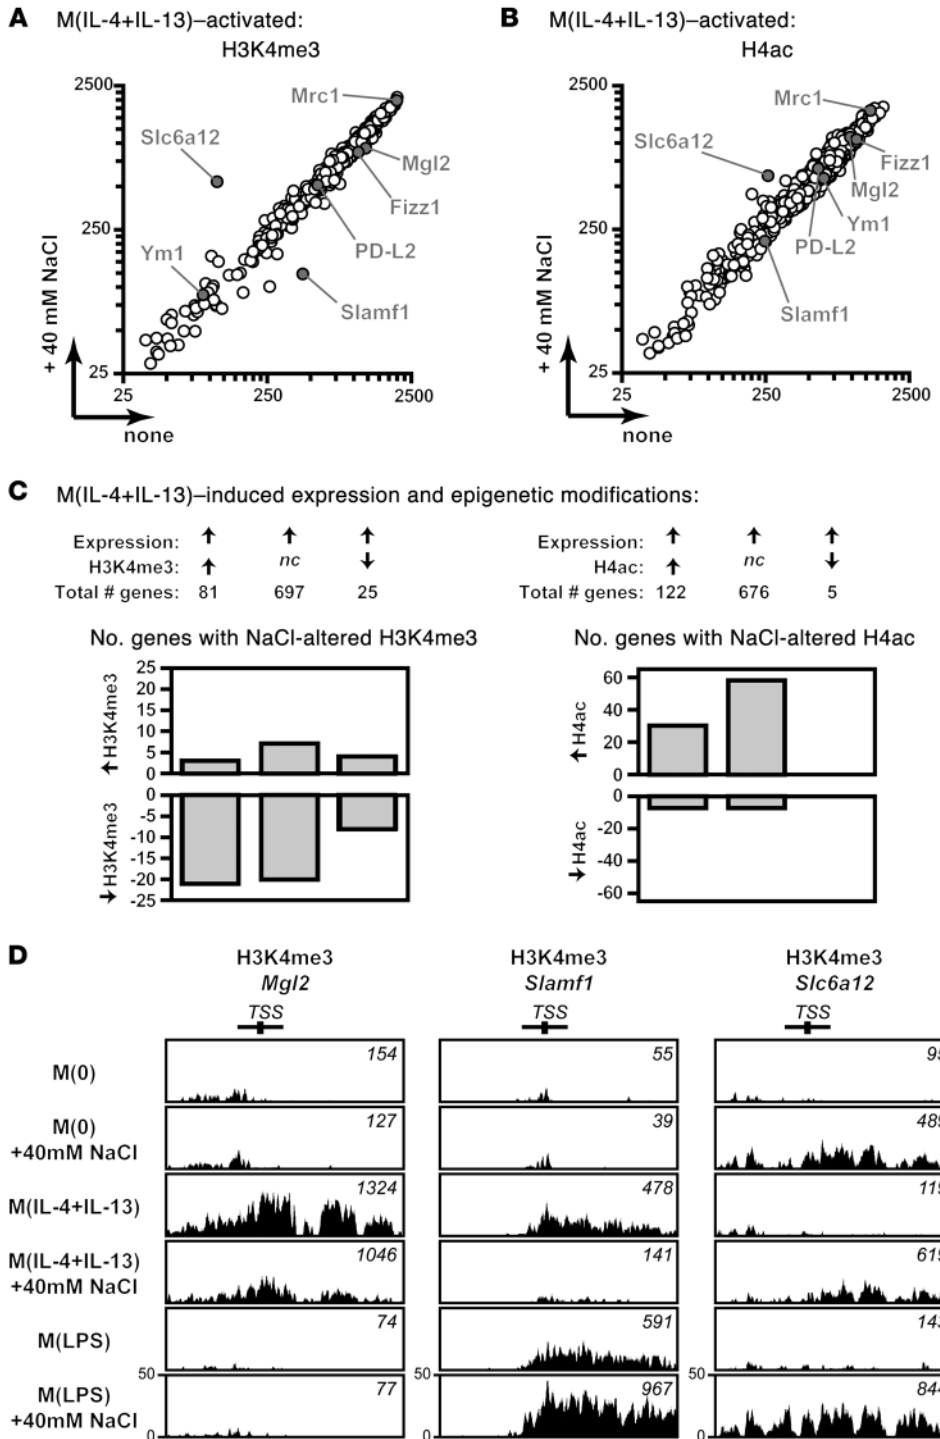 A M(IL-4+IL-13)–activated:
H3K4me3
2500
Mrc1
Slc6a12
Mgl2
Fizz1
250
Ym1
PD-L2
Slamf1
+ 40 mM NaCl
25
25 250 2500
none
B M(IL-4+IL-13)–activated:
H4ac
2500
Mrc1
Slc6a12
Fizz1
Mgl2
250
Ym1
PD-L2
Slamf1
+ 40 mM NaCl
25
25 250 2500
none
C M(IL-4+IL-13)–induced expression and epigenetic modifications:
Expression: ↑ ↑ ↑
H3K4me3: ↑ nc ↓
Total # genes: 81 697 25
No. genes with NaCl-altered H3K4me3
25
20
15
10
5
0
↑H3K4me3
0
-5
-10
-15
-20
-25
↓H3K4me3
Expression: ↑ ↑ ↑
H4ac: ↑ nc ↓
Total # genes: 122 676 5
No. genes with NaCl-altered H4ac
60
40
20
0
↑H4ac
0
-20
-40
-60
↓H4ac
D H3K4me3 H3K4me3 H3K4me3
Mgl2 Slamf1 Slc6a12
TSS TSS TSS
M(0) 154 55 95
M(0)
+40mM NaCl 127 39 489
M(IL-4+IL-13) 1324 478 119
M(IL-4+IL-13)
+40mM NaCl 1046 141 619
M(LPS) 74 591 143
M(LPS)
+40mM NaCl 77 967 844
50 50 50
0 0 0